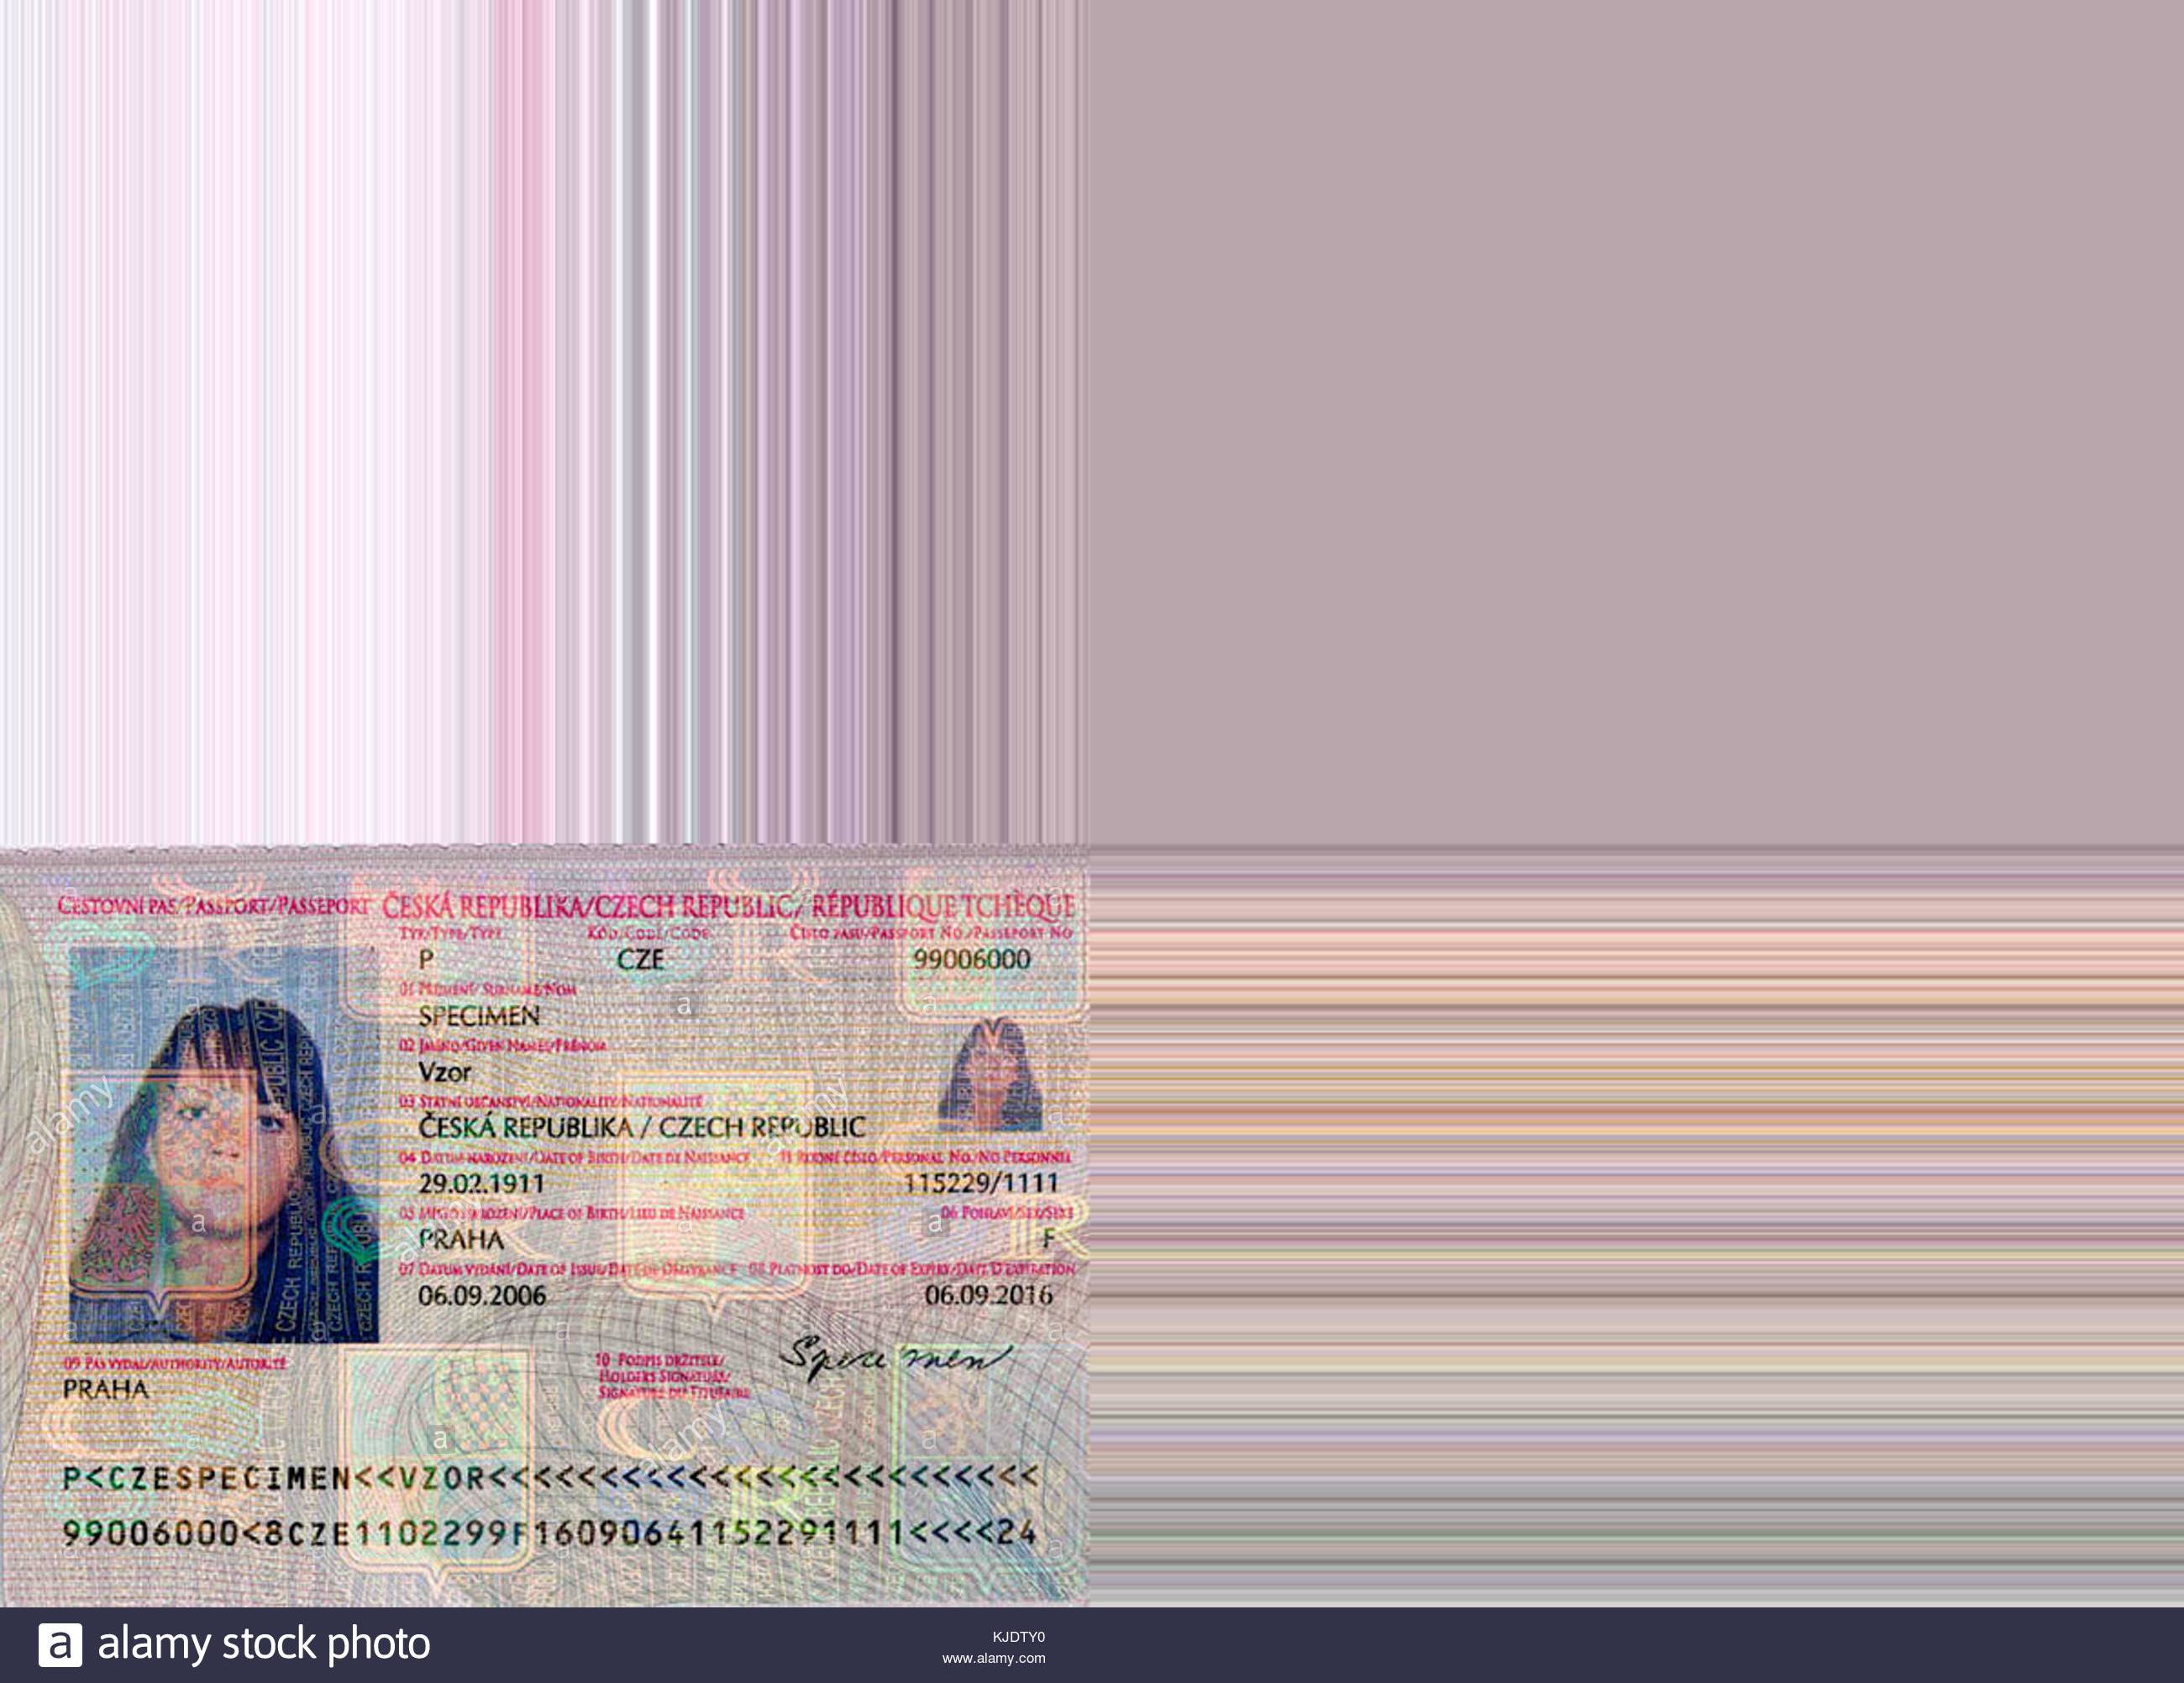 CESTOVNÍ PAS/PASSPORT/PASSEPORT ČESKÁ REPUBLIKA/CZECH REPUBLIC/ RÉPUBLIQUE TCHÈQUE
TYP/TYPE/TYPE KÓD/CODE/CODE ČÍSLO PASU/PASSPORT NO./PASSEPORT NO
P CZE 99006000
01 PŘÍJMENÍ/SURNAME/NOM
SPECIMEN
02 JMÉNO/GIVEN NAMES/PRÉNOM
Vzor
03 STÁTNÍ OBČANSTVÍ/NATIONALITY/NATIONALITÉ
ČESKÁ REPUBLIKA / CZECH REPUBLIC
04 DATUM NAROZENÍ/DATE OF BIRTH/DATE DE NAISSANCE 11 RODNÉ ČÍSLO/PERSONAL NO./NO PERSONNEL
29.02.1911 115229/1111
05 MÍSTO NAROZENÍ/PLACE OF BIRTH/LIEU DE NAISSANCE 06 POHLAVÍ/SEX/SEXE
PRAHA F
07 DATUM VYDÁNÍ/DATE OF ISSUE/DATE DE DÉLIVRANCE 08 PLATNOST DO/DATE OF EXPIRY/DATE D'EXPIRATION
06.09.2006 06.09.2016
09 PAS VYDAL/AUTHORITY/AUTORITÉ
PRAHA
10 PODPIS DRŽITELE/
HOLDER'S SIGNATURE/
SIGNATURE DU TITULAIRE
Specimen
P<CZESPECIMEN<<VZOR<<<<<<<<<<<<<<<<<<<<<<<<<
99006000<8CZE1102299F16090641152291111<<<<24
a alamy stock photo
KJDTY0
www.alamy.com